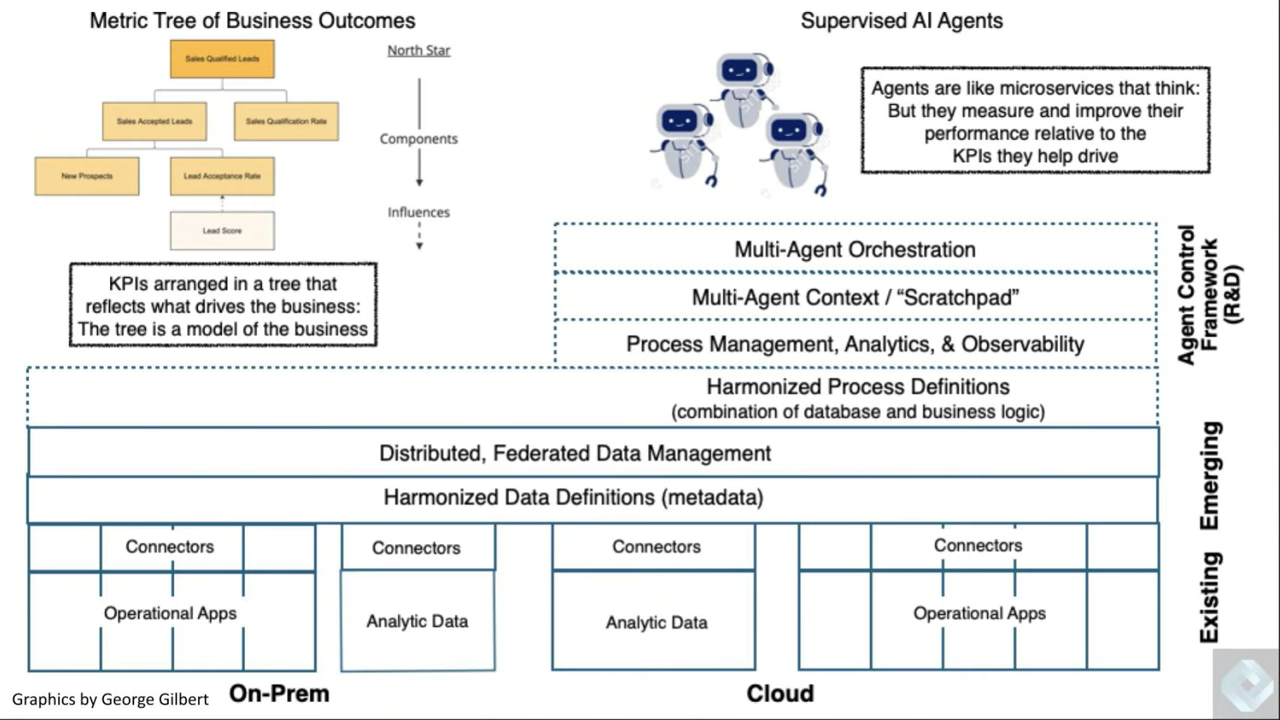 Metric Tree of Business Outcomes
Supervised AI Agents
Sales Qualified Leads
North Star
Sales Accepted Leads
Sales Qualification Rate
Components
New Prospects
Lead Acceptance Rate
Influences
Lead Score
KPIs arranged in a tree that
reflects what drives the business:
The tree is a model of the business
Agents are like microservices that think:
But they measure and improve their
performance relative to the
KPIs they help drive
Multi-Agent Orchestration
Multi-Agent Context / “Scratchpad”
Process Management, Analytics, & Observability
Agent Control
Framework
(R&D)
Harmonized Process Definitions
(combination of database and business logic)
Distributed, Federated Data Management
Harmonized Data Definitions (metadata)
Emerging
Connectors
Connectors
Connectors
Connectors
Operational Apps
Analytic Data
Analytic Data
Operational Apps
Existing
Graphics by George Gilbert
On-Prem
Cloud